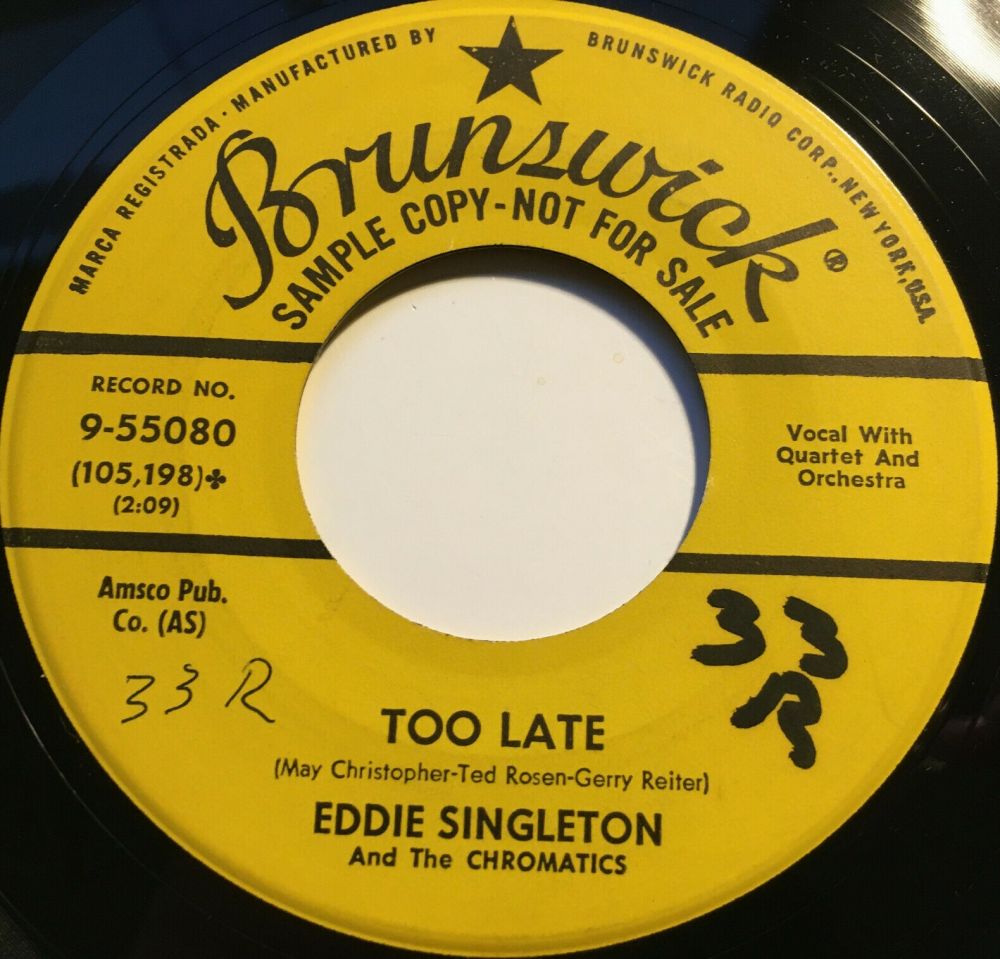 MARCA REGISTRADA · MANUFACTURED BY BRUNSWICK RADIO CORP., NEW YORK, U.S.A.
Brunswick®
SAMPLE COPY-NOT FOR SALE
RECORD NO.
9-55080
(105,198)✤
(2:09)
Vocal With
Quartet And
Orchestra
Amsco Pub.
Co. (AS)
33 R
33
R
TOO LATE
(May Christopher-Ted Rosen-Gerry Reiter)
EDDIE SINGLETON
And The CHROMATICS